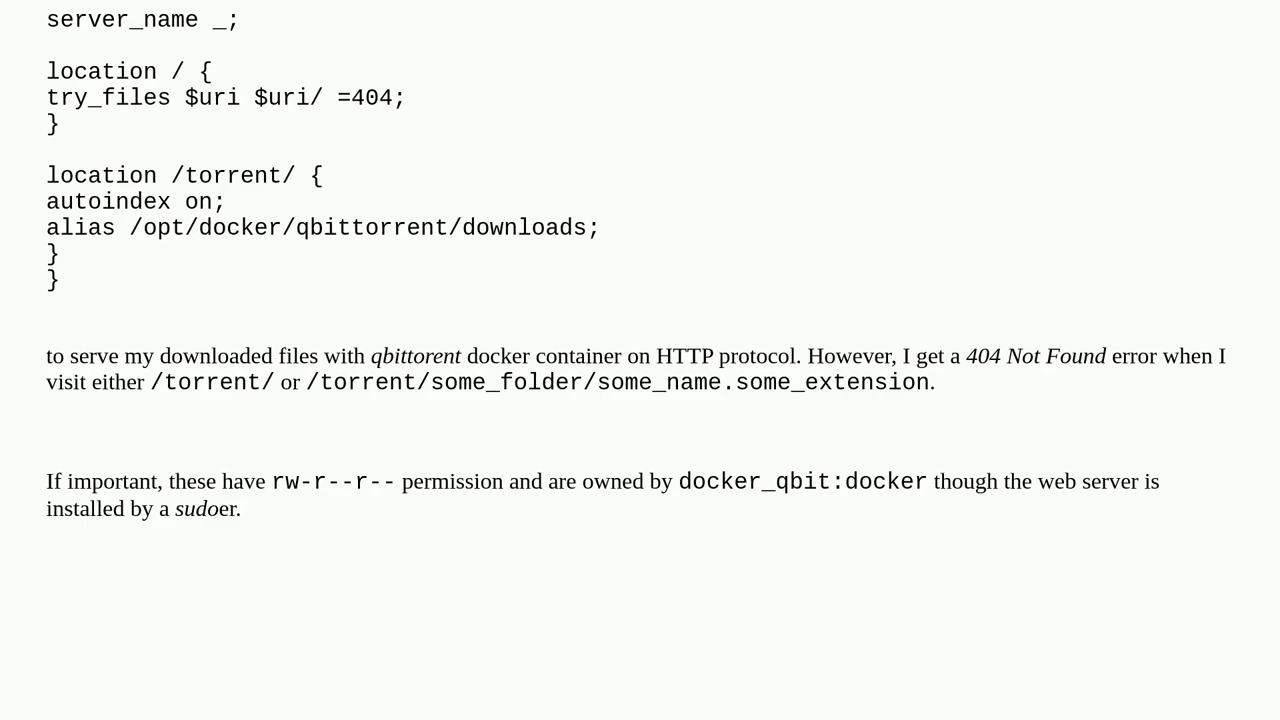 server_name _;
location / {
try_files $uri $uri/ =404;
}
location /torrent/ {
autoindex on;
alias /opt/docker/qbittorrent/downloads;
}
}
to serve my downloaded files with qbittorent docker container on HTTP protocol. However, I get a 404 Not Found error when I
visit either /torrent/ or /torrent/some_folder/some_name.some_extension.
If important, these have rw-r--r-- permission and are owned by docker_qbit:docker though the web server is
installed by a sudoer.